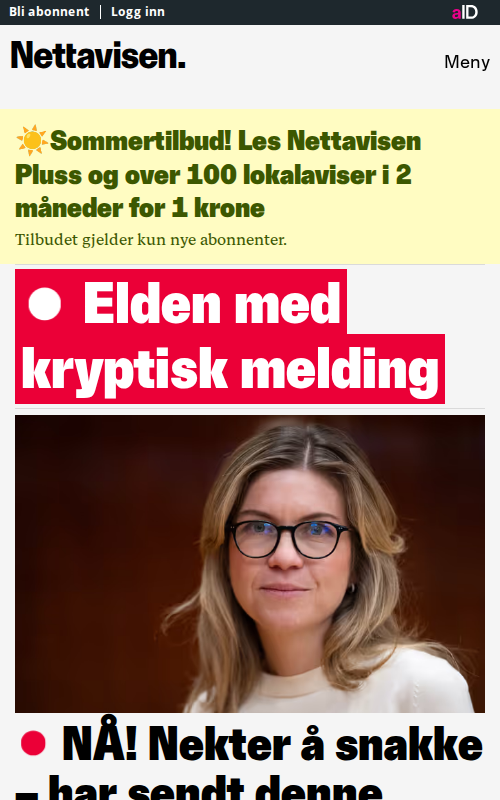 Bli abonnent
Logg inn
aID
Nettavisen.
Meny
Sommertilbud! Les Nettavisen
Pluss og over 100 lokalaviser i 2
måneder for 1 krone
Tilbudet gjelder kun nye abonnenter.
Elden med
kryptisk melding
NÅ! Nekter å snakke
– har sendt denne